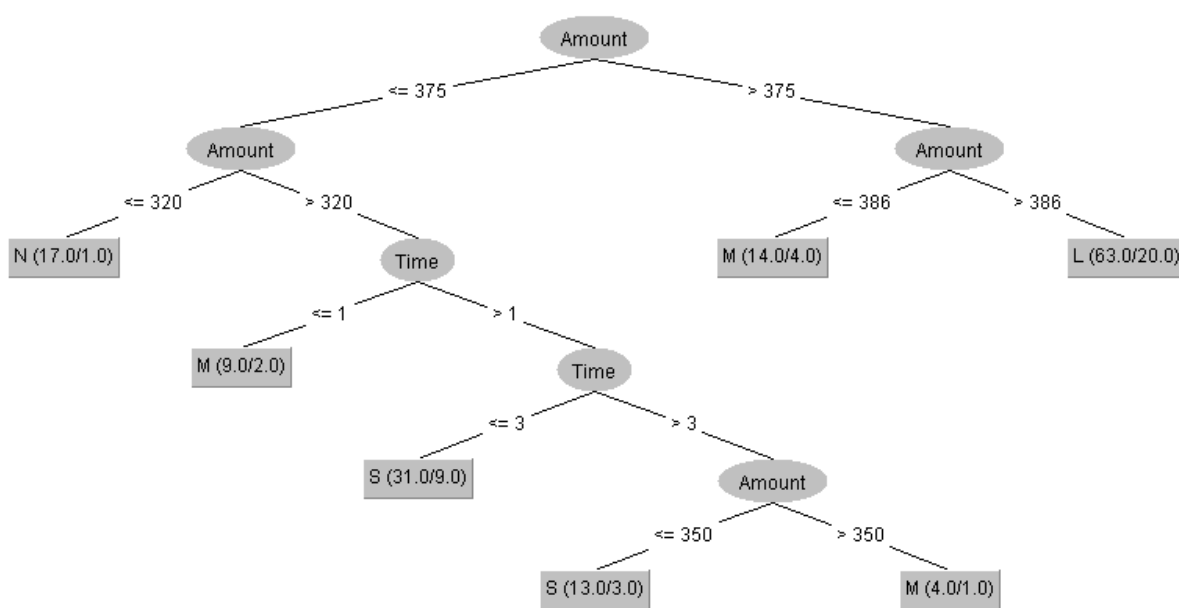 Amount
<= 375
> 375
Amount
Amount
<= 320
> 320
<= 386
> 386
N (17.0/1.0)
Time
M (14.0/4.0)
L (63.0/20.0)
<= 1
> 1
M (9.0/2.0)
Time
<= 3
> 3
S (31.0/9.0)
Amount
<= 350
> 350
S (13.0/3.0)
M (4.0/1.0)